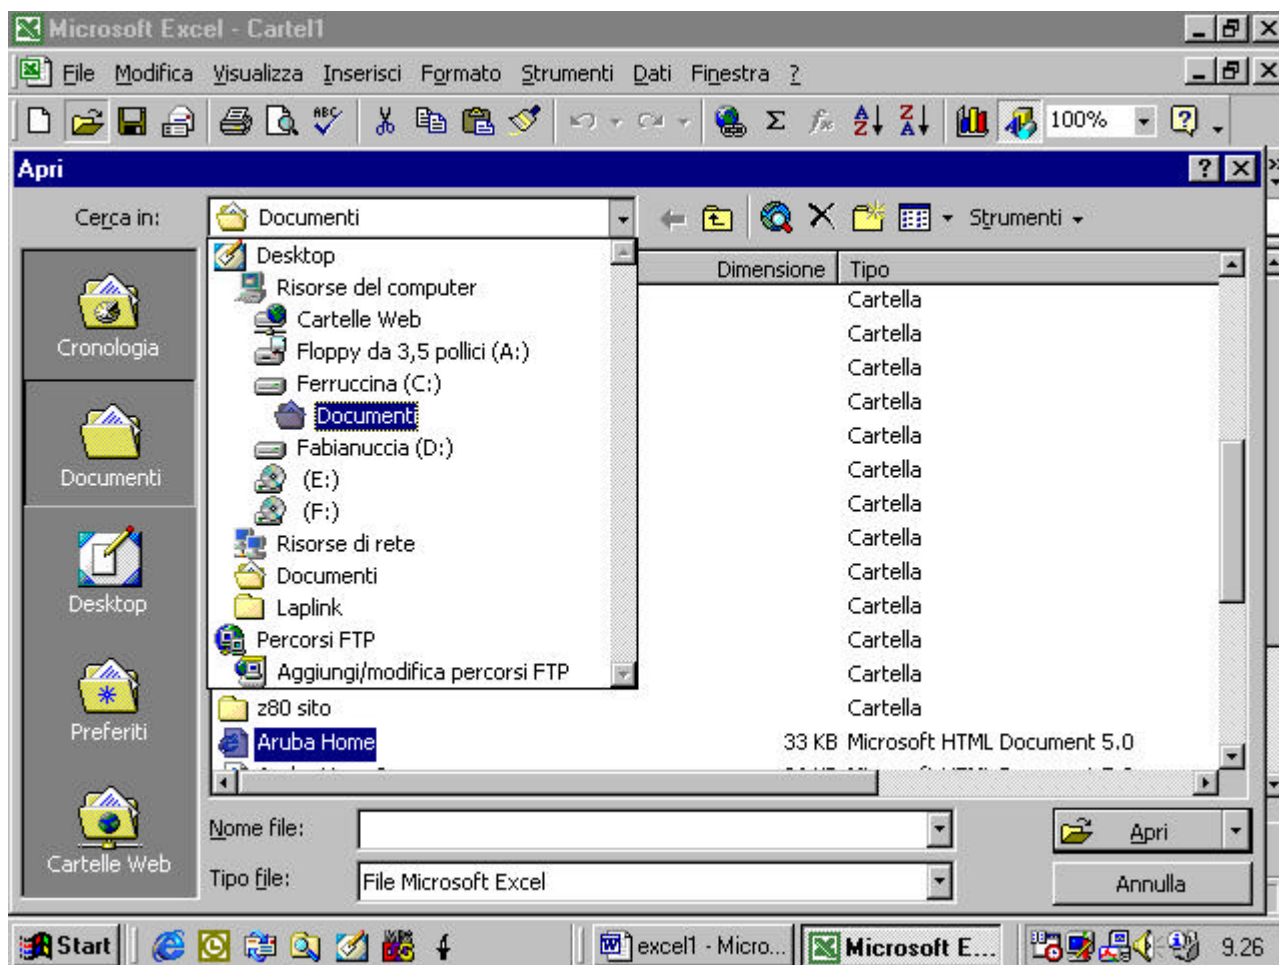 Microsoft Excel - Cartel1
File Modifica Visualizza Inserisci Formato Strumenti Dati Finestra ?
ABC Σ fx A Z Z A 100% ?
Apri ? »
Cerca in: Documenti Strumenti
Cronologia
Documenti
Desktop
Preferiti
Cartelle Web
Desktop
Risorse del computer
Cartelle Web
Floppy da 3,5 pollici (A:)
Ferruccina (C:)
Documenti
Fabianuccia (D:)
(E:)
(F:)
Risorse di rete
Documenti
Laplink
Percorsi FTP
Aggiungi/modifica percorsi FTP
Dimensione Tipo
Cartella
Cartella
Cartella
Cartella
Cartella
Cartella
Cartella
Cartella
Cartella
Cartella
Cartella
Cartella
z80 sito Cartella
Aruba Home 33 KB Microsoft HTML Document 5.0
Nome file: Apri
Tipo file: File Microsoft Excel Annulla
Start excel1 - Micro... Microsoft E... 9.26